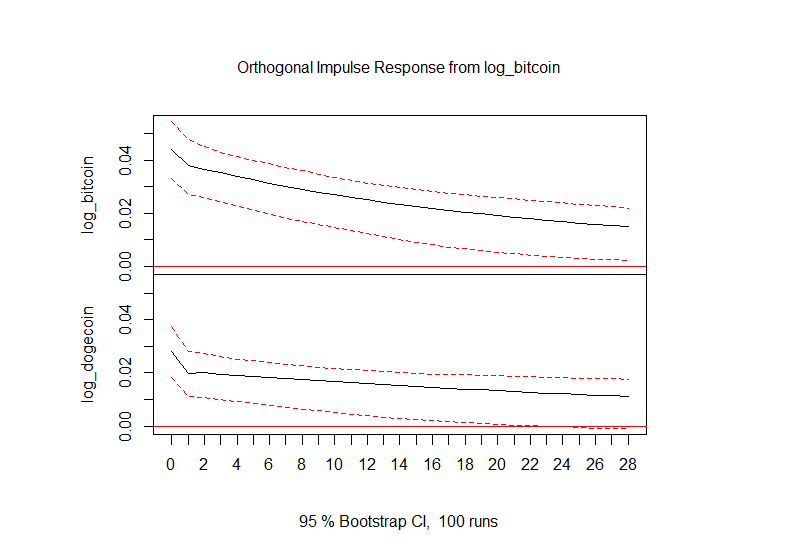 Orthogonal Impulse Response from log_bitcoin
log_bitcoin
0.04
0.02
0.00
log_dogecoin
0.04
0.02
0.00
0 2 4 6 8 10 12 14 16 18 20 22 24 26 28
95 % Bootstrap CI, 100 runs